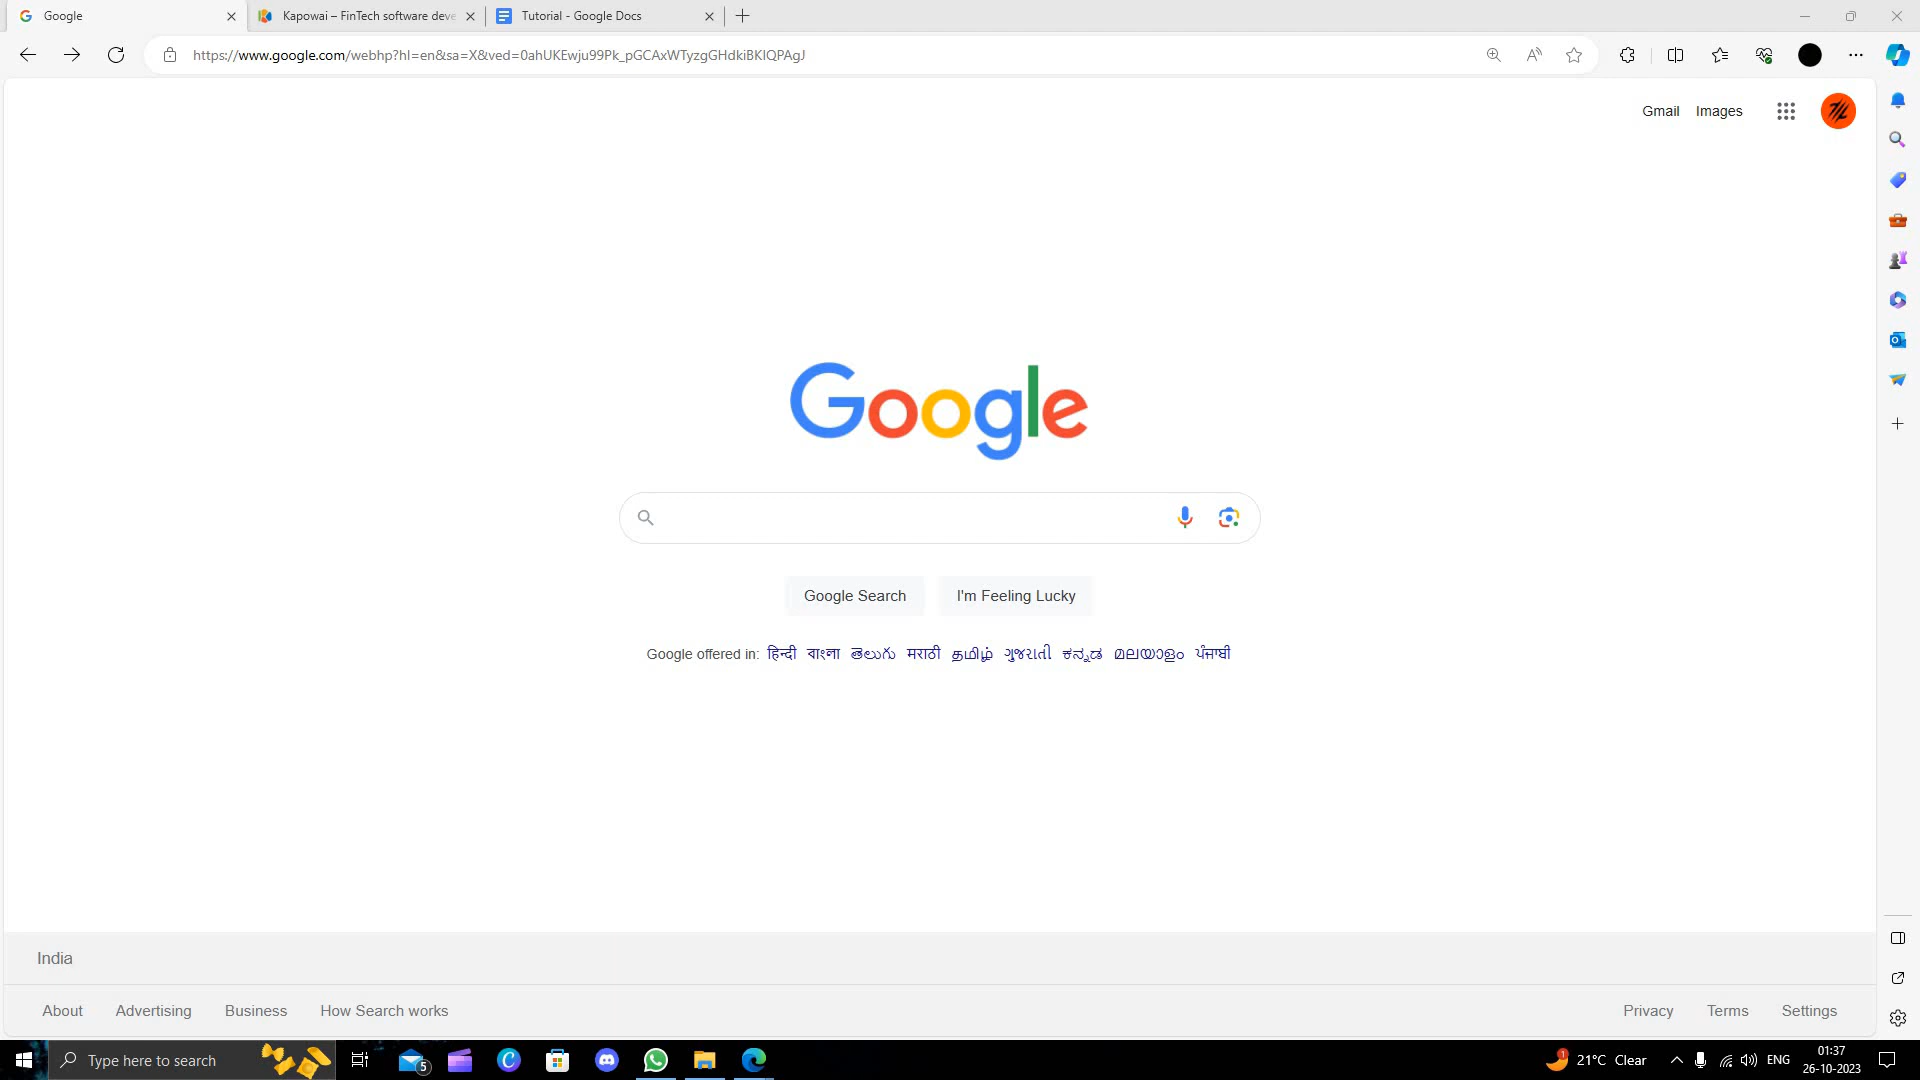 Google
Kapowai – FinTech software deve
Tutorial - Google Docs
https://www.google.com/webhp?hl=en&sa=X&ved=0ahUKEwju99Pk_pGCAxWTyzgGHdkiBKIQPAgJ
Gmail Images
Google
Google Search
I'm Feeling Lucky
Google offered in: हिन्दी বাংলা తెలుగు मराठी தமிழ் ગુજરાતી ಕನ್ನಡ മലയാളം ਪੰਜਾਬੀ
India
About Advertising Business How Search works
Privacy Terms Settings
Type here to search
5
1
21°C Clear
ENG
01:37
26-10-2023